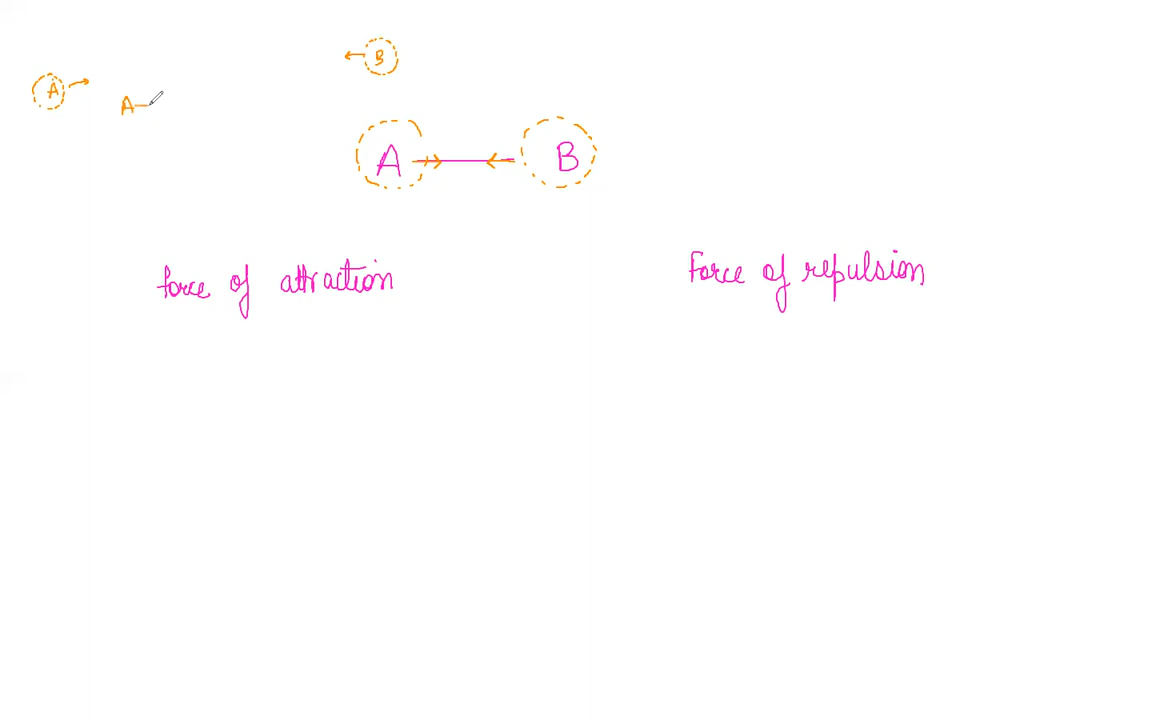 B
A
A
A B
force of attraction
Force of repulsion